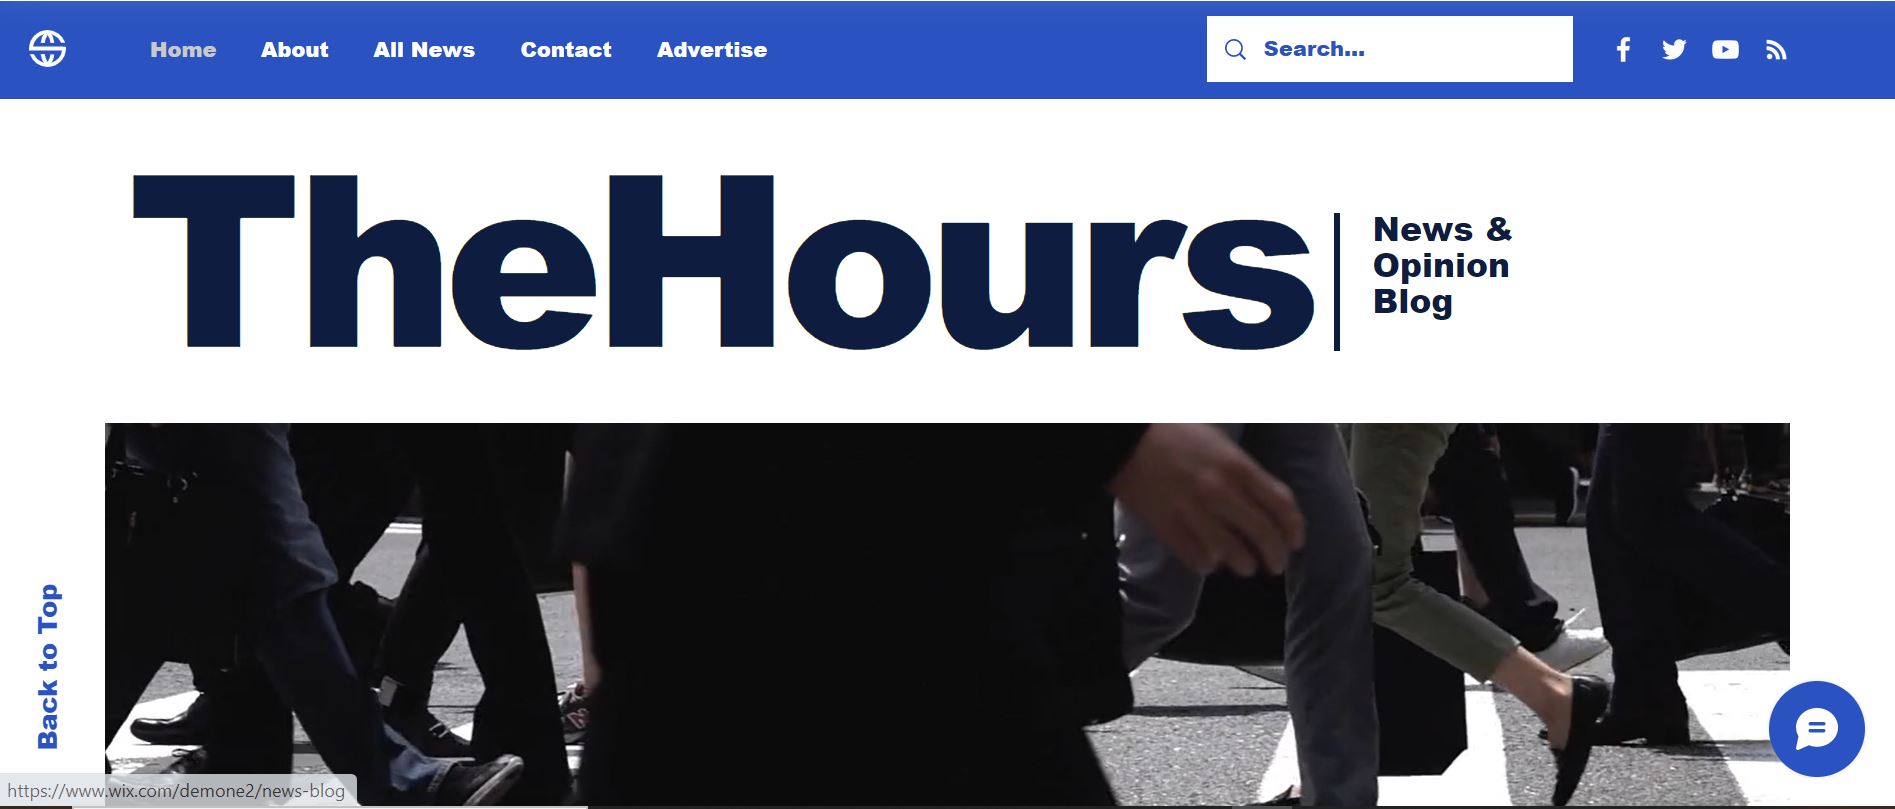 Home About All News Contact Advertise Search...
TheHours
News &
Opinion
Blog
Back to Top
https://www.wix.com/demone2/news-blog